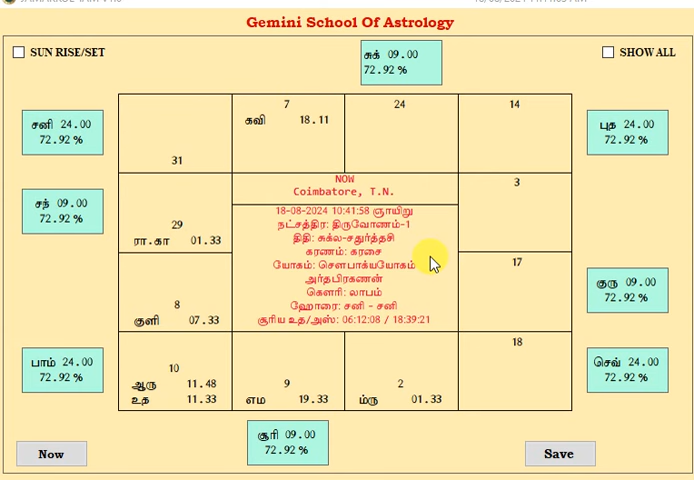 Gemini School Of Astrology
SUN RISE/SET
SHOW ALL
சுக் 09.00
72.92 %
சனி 24.00
72.92 %
7
கவி 18.11
24
14
புத 24.00
72.92 %
31
சந் 09.00
72.92 %
NOW
Coimbatore, T.N.
3
18-08-2024 10:41:58 ஞாயிறு
நட்சத்திர: திருவோணம்-1
திதி: சுக்ல-சதுர்த்தசி
கரணம்: கரசை
யோகம்: சௌபாக்யயோகம்
அர்தபிரகணன்
கௌரி: லாபம்
ஹோரை: சனி - சனி
சூரிய உத/அஸ்: 06:12:08 / 18:39:21
29
ரா.கா 01.33
17
குரு 09.00
72.92 %
8
குளி 07.33
பாம் 24.00
72.92 %
10
ஆரு 11.48
உத 11.33
9
எம 19.33
2
ம்ரு 01.33
18
செவ் 24.00
72.92 %
சூரி 09.00
72.92 %
Now
Save